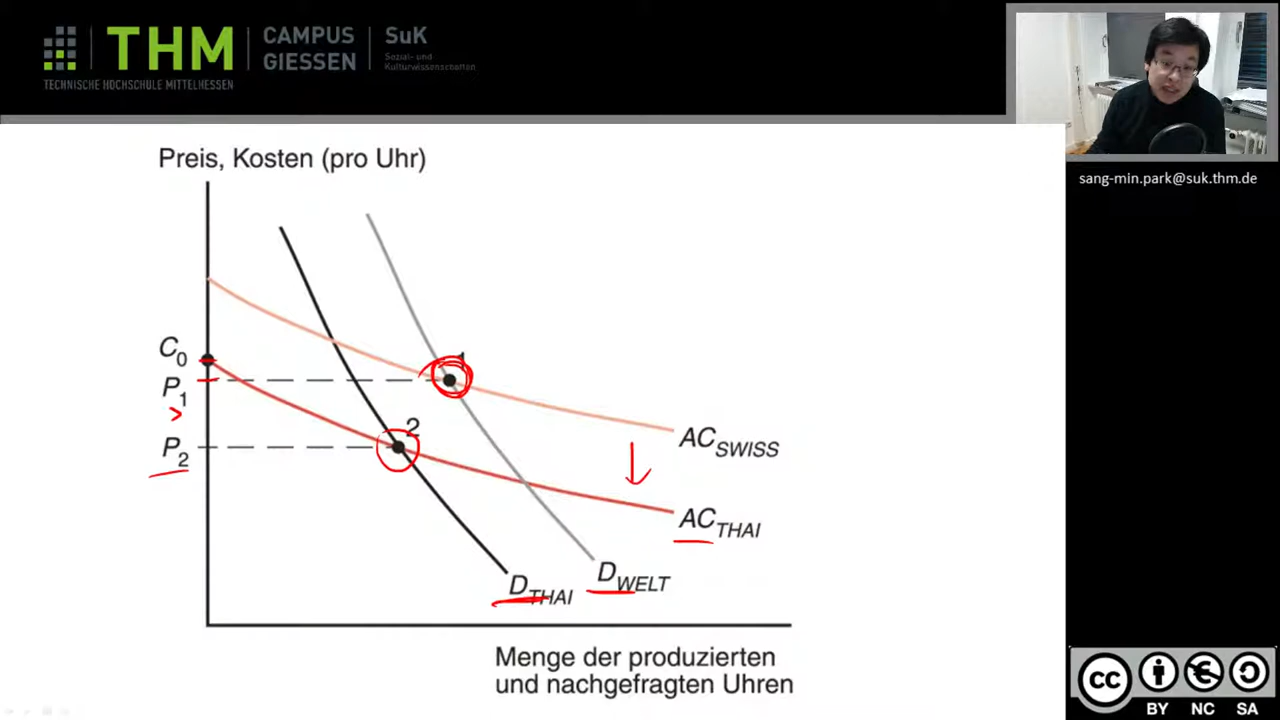 THM
TECHNISCHE HOCHSCHULE MITTELHESSEN
CAMPUS
GIESSEN
SuK
Sozial- und
Kulturwissenschaften
sang-min.park@suk.thm.de
Preis, Kosten (pro Uhr)
C0
P1
>
P2
1
2
ACSWISS
ACTHAI
DTHAI
DWELT
Menge der produzierten
und nachgefragten Uhren
cc
BY NC SA